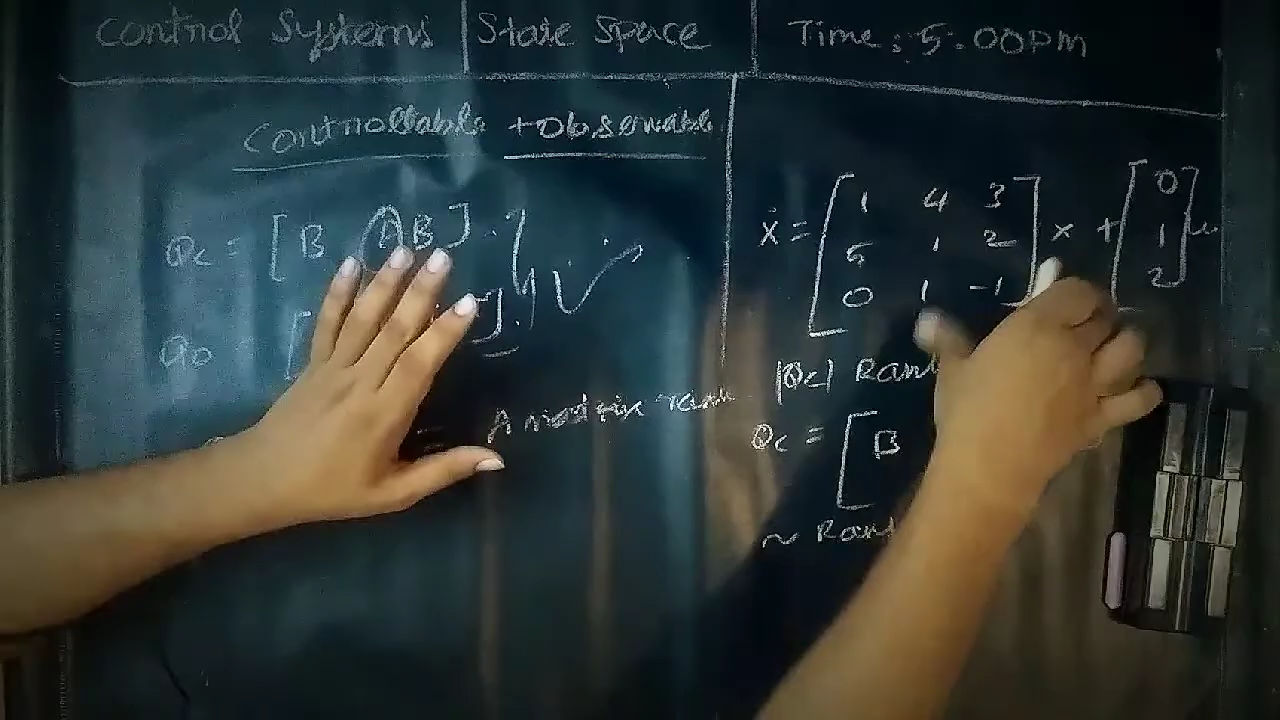 Control Systems | State Space | Time: 5:00pm
Controllable + Observable
Qc = [B AB].
Q0 = [
= A matrix rank
ẋ = [1 4 3
5 1 2
0 1 -1] x + [0
1
2] u
|Qc| Rank
Qc = [B
~ Rank